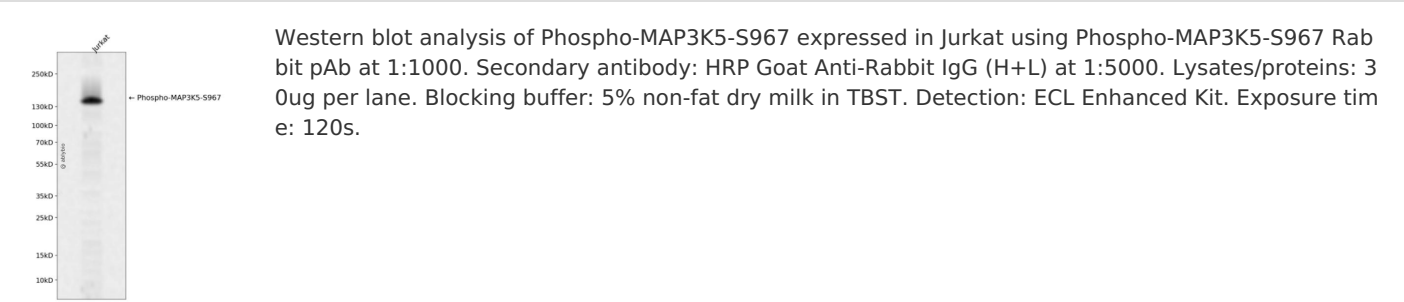 Jurkat
250kD
130kD
100kD
70kD
55kD
35kD
25kD
15kD
10kD
← Phospho-MAP3K5-S967
@ ablybio
Western blot analysis of Phospho-MAP3K5-S967 expressed in Jurkat using Phospho-MAP3K5-S967 Rab
bit pAb at 1:1000. Secondary antibody: HRP Goat Anti-Rabbit IgG (H+L) at 1:5000. Lysates/proteins: 3
0ug per lane. Blocking buffer: 5% non-fat dry milk in TBST. Detection: ECL Enhanced Kit. Exposure tim
e: 120s.